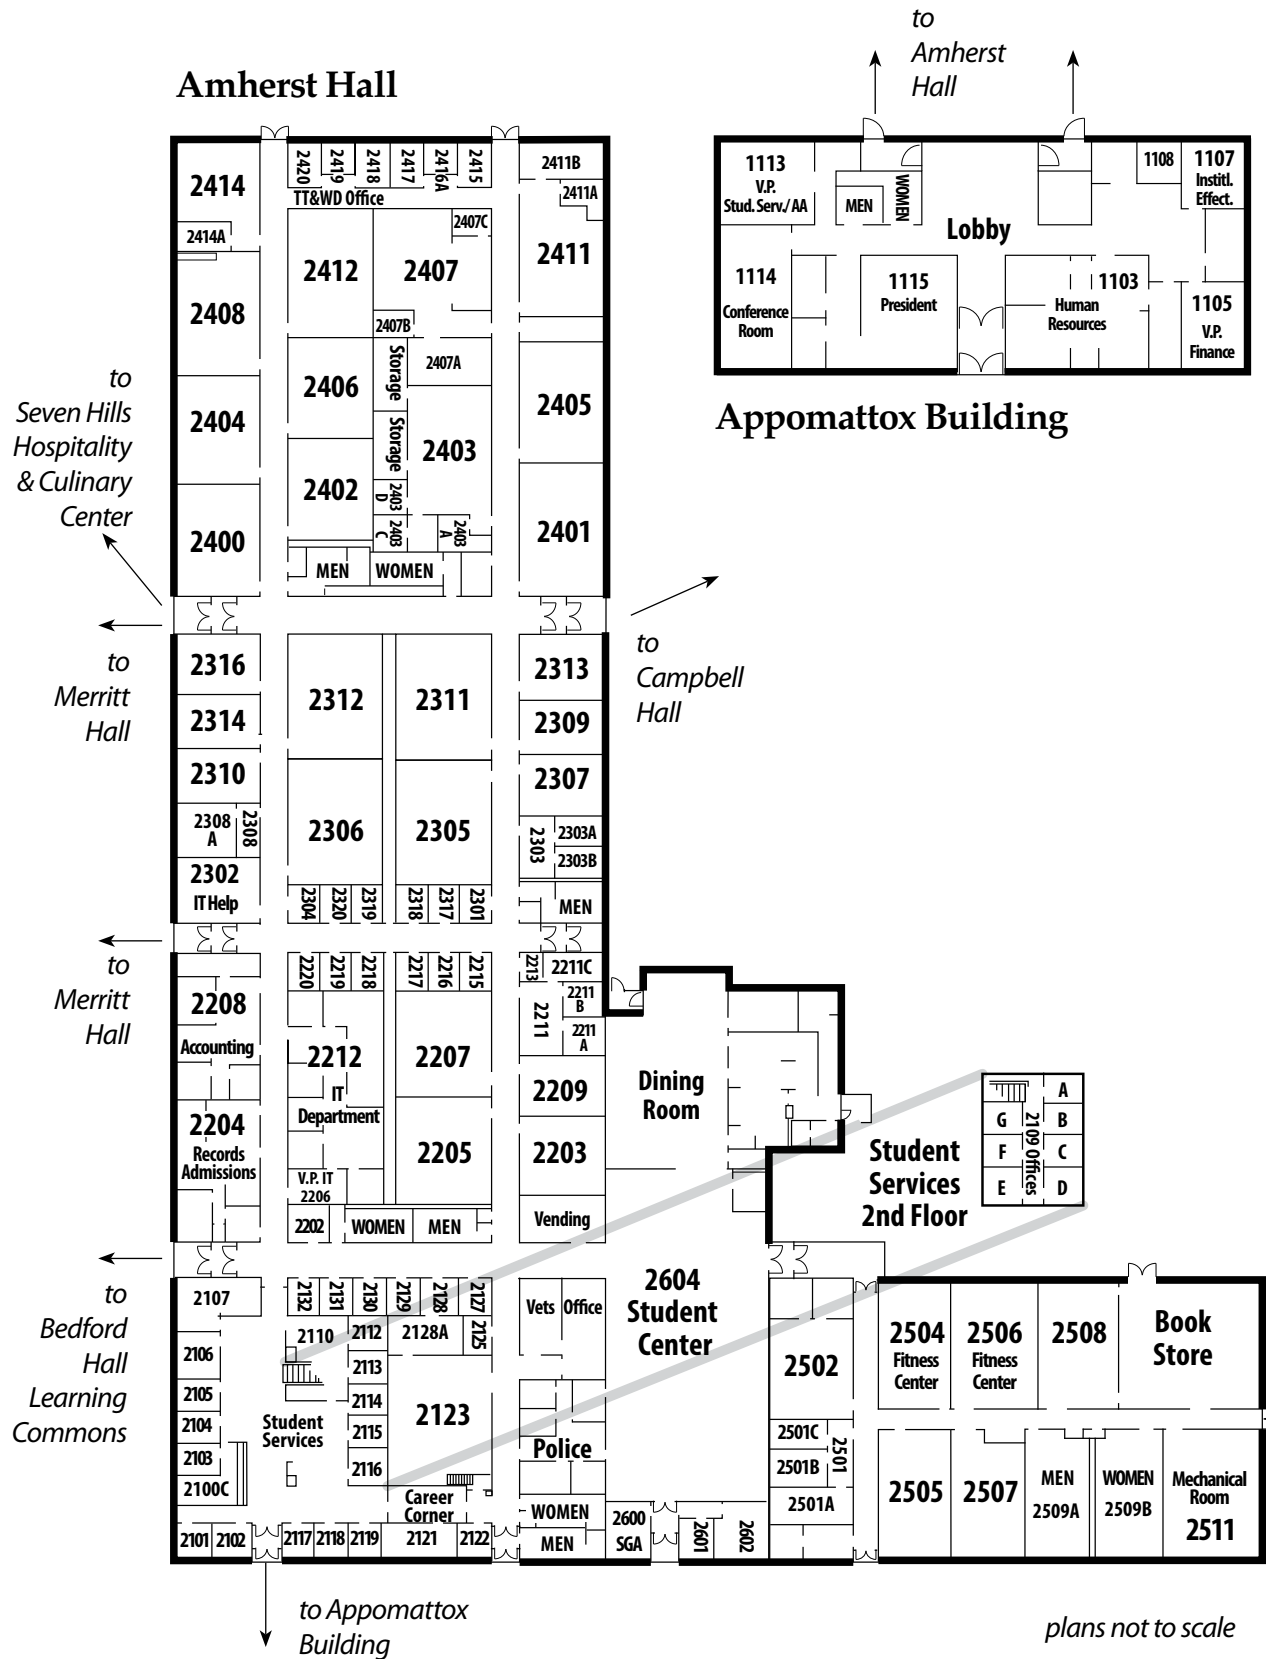 to
Amherst
Hall
Amherst Hall
2414
2414A
2420
2419
2418
2417
2416A
2415
TT&WD Office
2411B
2411A
2411
2412
2407
2407C
2407B
2407A
2408
2406
Storage
2405
2404
Storage
2403
2402
2403
D
2403
C
2403
A
2400
2401
MEN
WOMEN
1113
V.P.
Stud. Serv./ AA
MEN
WOMEN
Lobby
1108
1107
Institl.
Effect.
1114
Conference
Room
1115
President
1103
Human
Resources
1105
V.P.
Finance
Appomattox Building
to
Seven Hills
Hospitality
& Culinary
Center
to
Merritt
Hall
to
Campbell
Hall
2316
2314
2310
2308
A
2308
2302
IT Help
2312
2311
2306
2305
2304
2320
2319
2318
2317
2301
2313
2309
2307
2303
2303A
2303B
MEN
to
Merritt
Hall
2208
Accounting
2204
Records
Admissions
2220
2219
2218
2217
2216
2215
2212
IT
Department
2207
2205
V.P. IT
2206
2202
WOMEN
MEN
2213
2211C
2211
2211
B
2211
A
2209
2203
Vending
Dining
Room
Student
Services
2nd Floor
A
G
B
F
C
E
D
2109 Offices
to
Bedford
Hall
Learning
Commons
2107
2106
2105
2104
2103
2100C
2101
2102
2132
2131
2130
2129
2128
2127
2110
2112
2128A
2125
2113
2114
2115
2116
2123
Student
Services
Career
Corner
2117
2118
2119
2121
2122
Vets
Office
Police
WOMEN
MEN
2604
Student
Center
2600
SGA
2601
2602
2502
2501C
2501B
2501
2501A
2504
Fitness
Center
2506
Fitness
Center
2508
Book
Store
2505
2507
MEN
2509A
WOMEN
2509B
Mechanical
Room
2511
to Appomattox
Building
plans not to scale